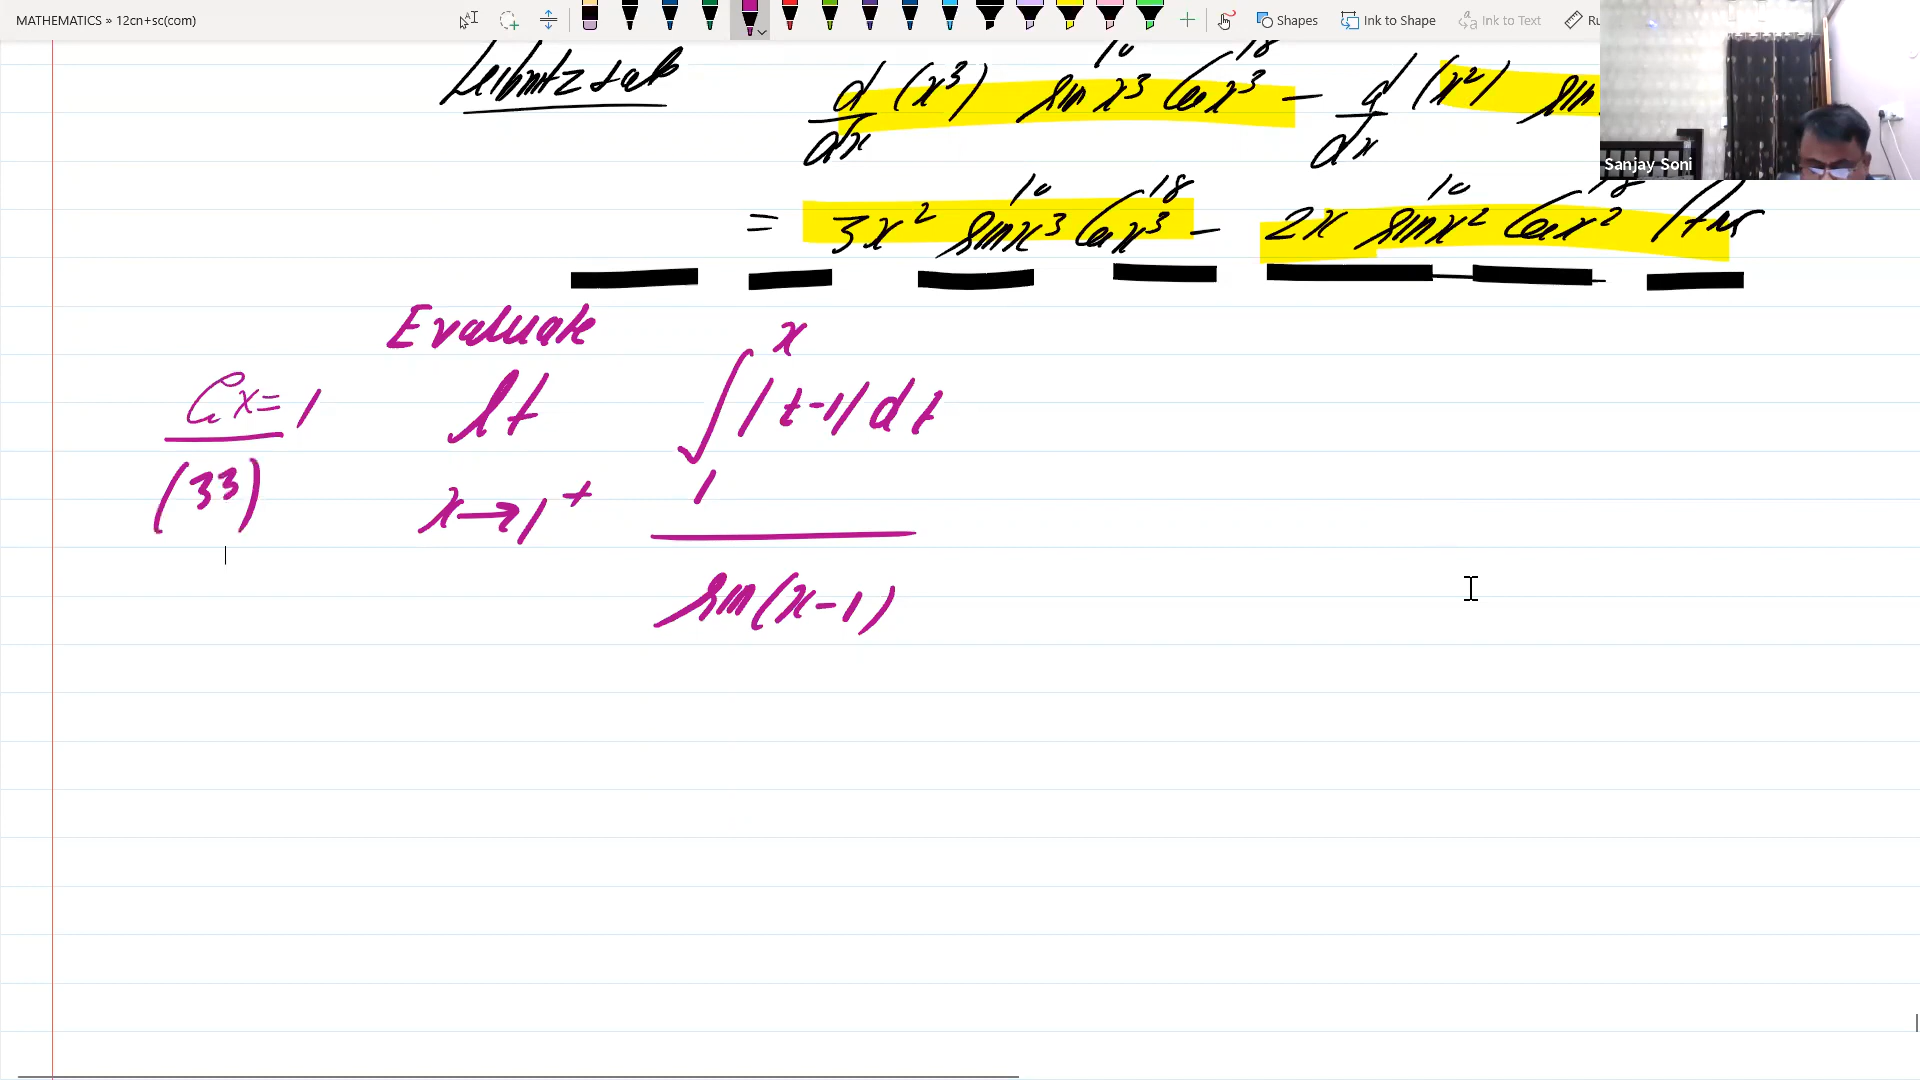 MATHEMATICS » 12cn+sc(com)
Shapes
Ink to Shape
Ink to Text
Ru
Sanjay Soni
Leibnitz rule
d/dx (x³) sin¹⁰x³ Cos¹⁸x³ − d/dx (x²) sin
= 3x² sin¹⁰x³ Cos¹⁸x³ − 2x sin¹⁰x² Cos¹⁸x²
Evaluate
x=1
(33)
lt x→1⁺ ∫₁ˣ |t-1| dt
sin(x-1)